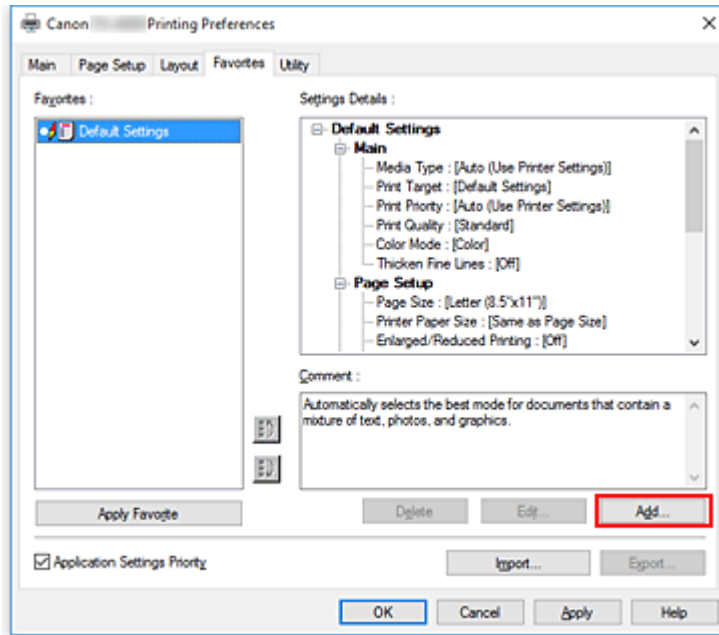 Canon Printing Preferences
Main Page Setup Layout Favorites Utility
Favorites :
Default Settings
Settings Details :
Default Settings
Main
Media Type : [Auto (Use Printer Settings)]
Print Target : [Default Settings]
Print Priority : [Auto (Use Printer Settings)]
Print Quality : [Standard]
Color Mode : [Color]
Thicken Fine Lines : [Off]
Page Setup
Page Size : [Letter (8.5"x11")]
Printer Paper Size : [Same as Page Size]
Enlarged/Reduced Printing : [Off]
Comment :
Automatically selects the best mode for documents that contain a
mixture of text, photos, and graphics.
Apply Favorite
Delete Edit... Add...
Application Settings Priority
Import... Export...
OK Cancel Apply Help